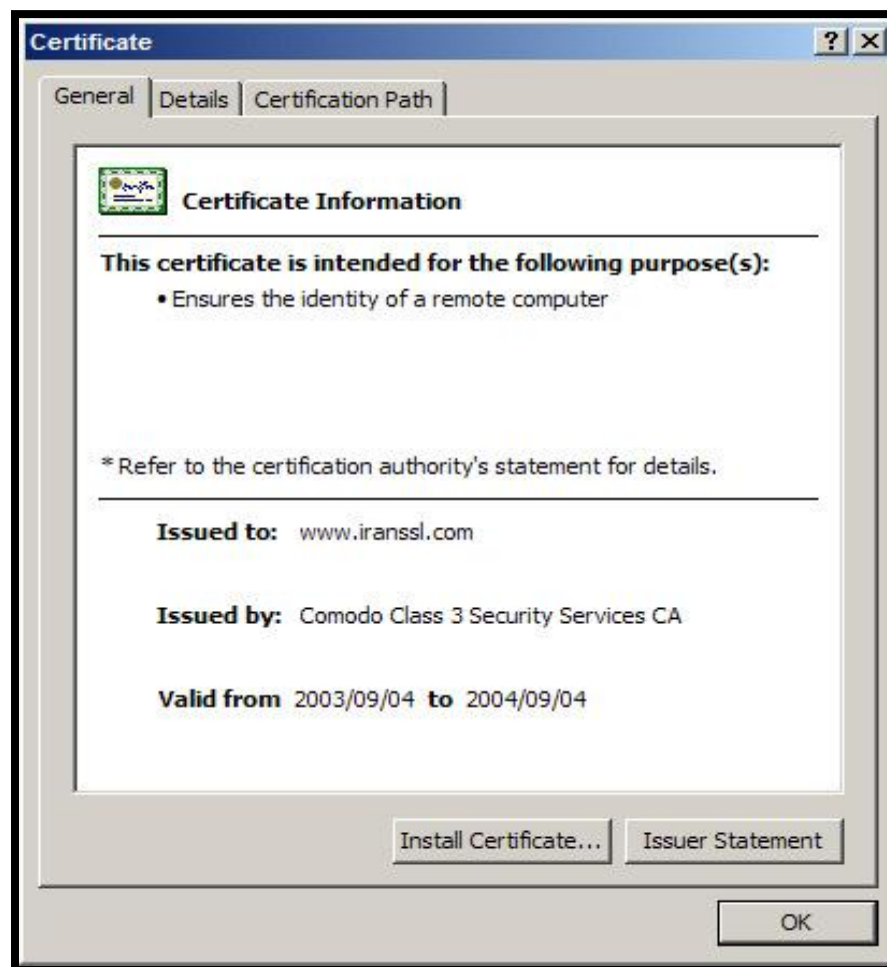 Certificate
General Details Certification Path
Certificate Information
This certificate is intended for the following purpose(s):
• Ensures the identity of a remote computer
* Refer to the certification authority's statement for details.
Issued to: www.iranssl.com
Issued by: Comodo Class 3 Security Services CA
Valid from 2003/09/04 to 2004/09/04
Install Certificate... Issuer Statement
OK